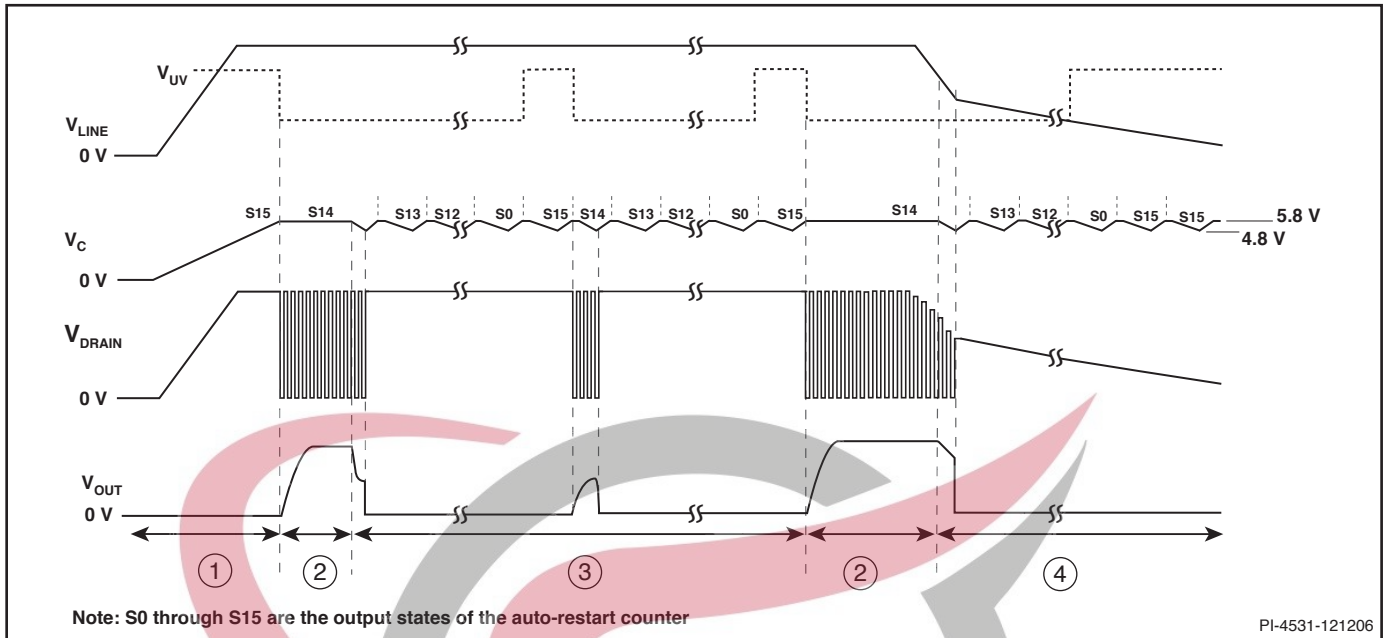 V_UV
V_LINE
0 V
S15 S14 S13 S12 S0 S15 S14 S13 S12 S0 S15 S14 S13 S12 S0 S15 S15
5.8 V
4.8 V
V_C
0 V
V_DRAIN
0 V
V_OUT
0 V
1 2 3 2 4
Note: S0 through S15 are the output states of the auto-restart counter
PI-4531-121206